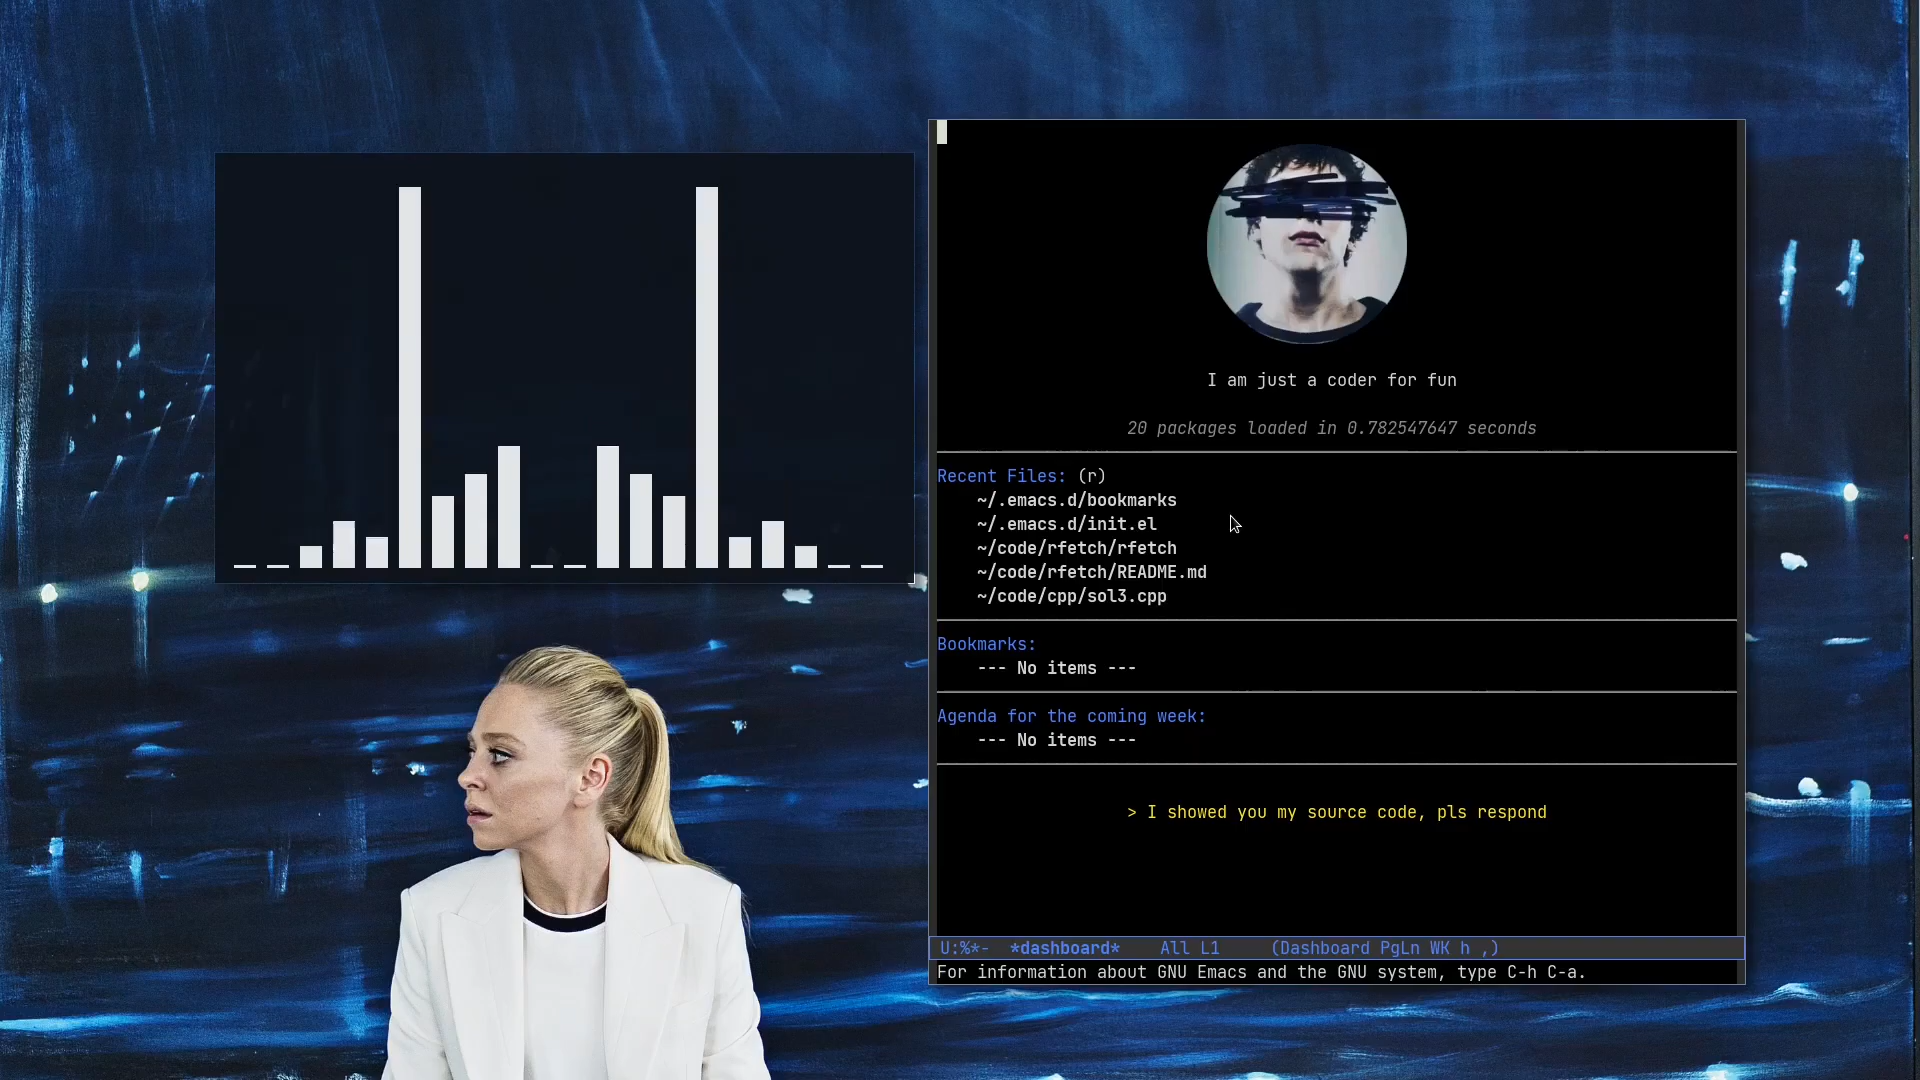 I am just a coder for fun
20 packages loaded in 0.782547647 seconds
Recent Files: (r)
~/.emacs.d/bookmarks
~/.emacs.d/init.el
~/code/rfetch/rfetch
~/code/rfetch/README.md
~/code/cpp/sol3.cpp
Bookmarks:
--- No items ---
Agenda for the coming week:
--- No items ---
> I showed you my source code, pls respond
U:%*-  *dashboard*    All L1     (Dashboard PgLn WK h ,)
For information about GNU Emacs and the GNU system, type C-h C-a.